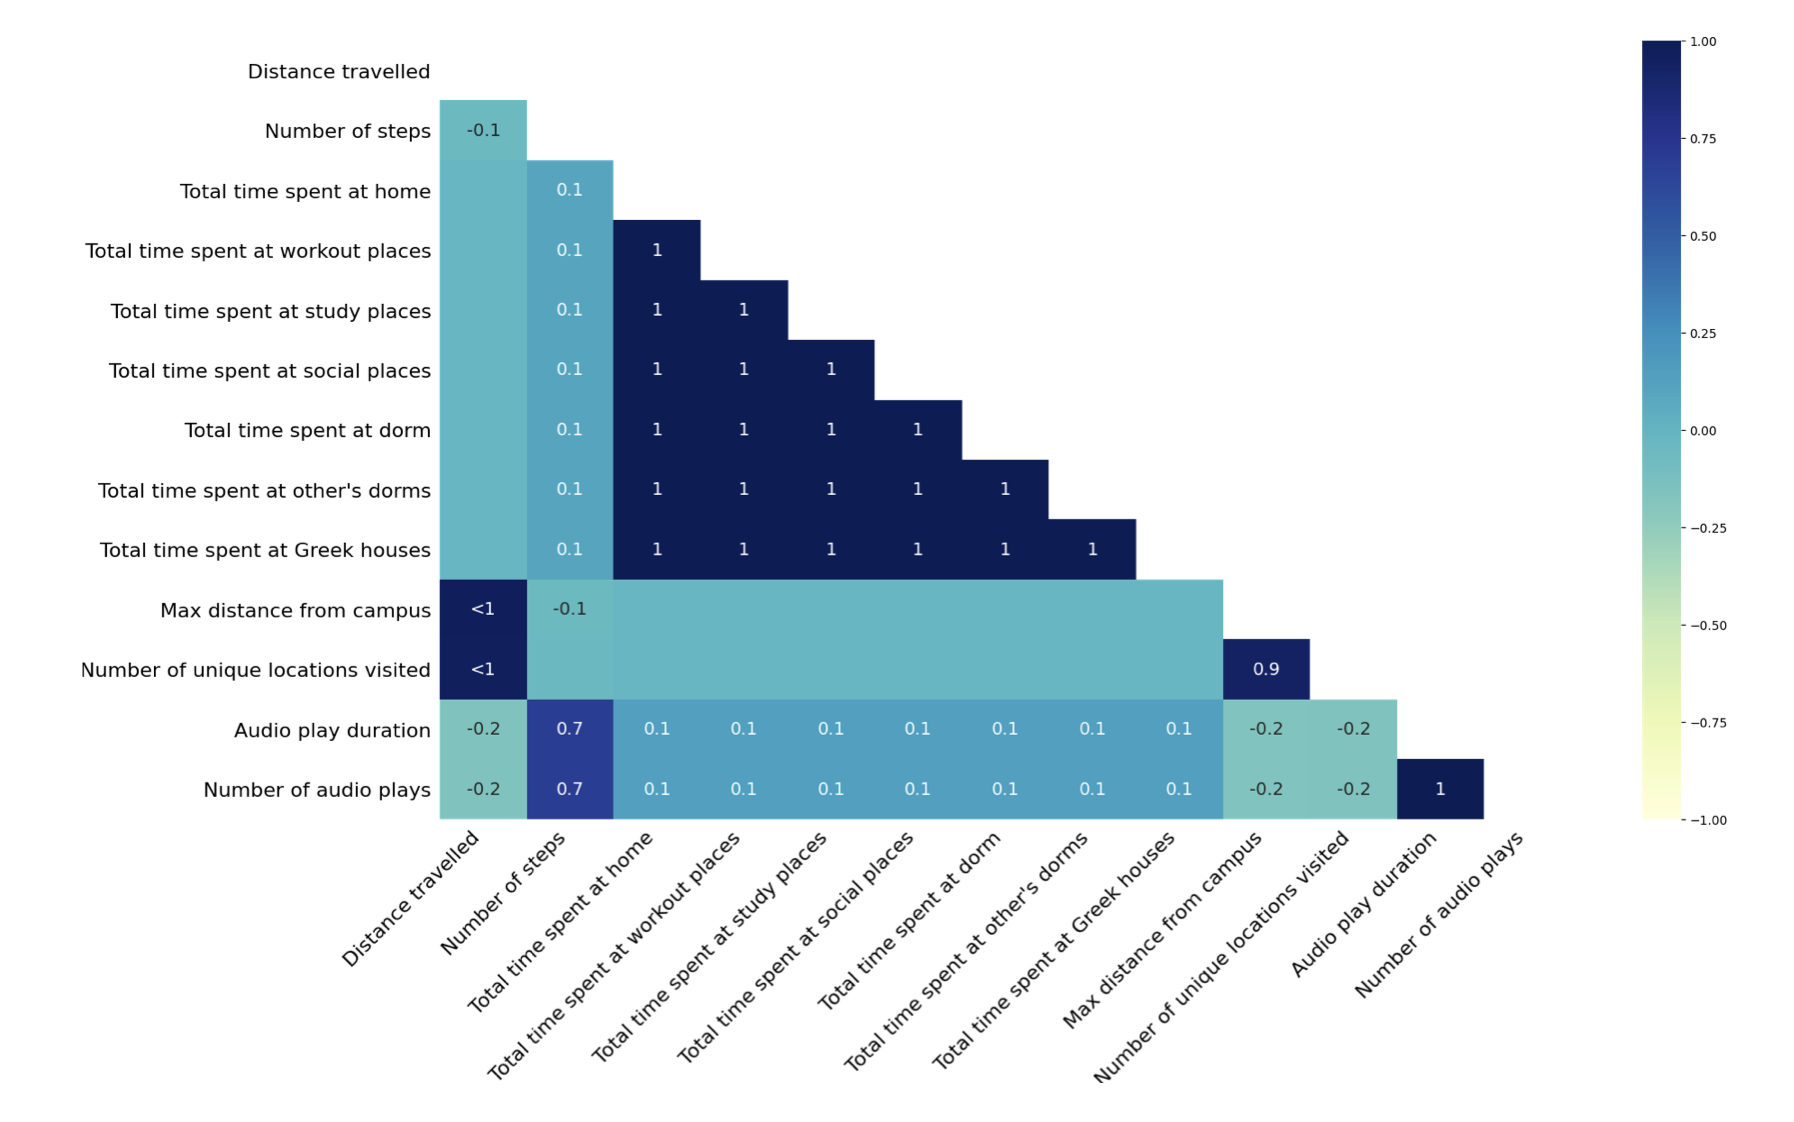 Distance travelled
Number of steps -0.1
Total time spent at home 0.1
Total time spent at workout places 0.1 1
Total time spent at study places 0.1 1 1
Total time spent at social places 0.1 1 1 1
Total time spent at dorm 0.1 1 1 1 1
Total time spent at other's dorms 0.1 1 1 1 1 1
Total time spent at Greek houses 0.1 1 1 1 1 1 1
Max distance from campus <1 -0.1
Number of unique locations visited <1 0.9
Audio play duration -0.2 0.7 0.1 0.1 0.1 0.1 0.1 0.1 0.1 -0.2 -0.2
Number of audio plays -0.2 0.7 0.1 0.1 0.1 0.1 0.1 0.1 0.1 -0.2 -0.2 1
Distance travelled
Number of steps
Total time spent at home
Total time spent at workout places
Total time spent at study places
Total time spent at social places
Total time spent at dorm
Total time spent at other's dorms
Total time spent at Greek houses
Max distance from campus
Number of unique locations visited
Audio play duration
Number of audio plays
1.00
0.75
0.50
0.25
0.00
−0.25
−0.50
−0.75
−1.00